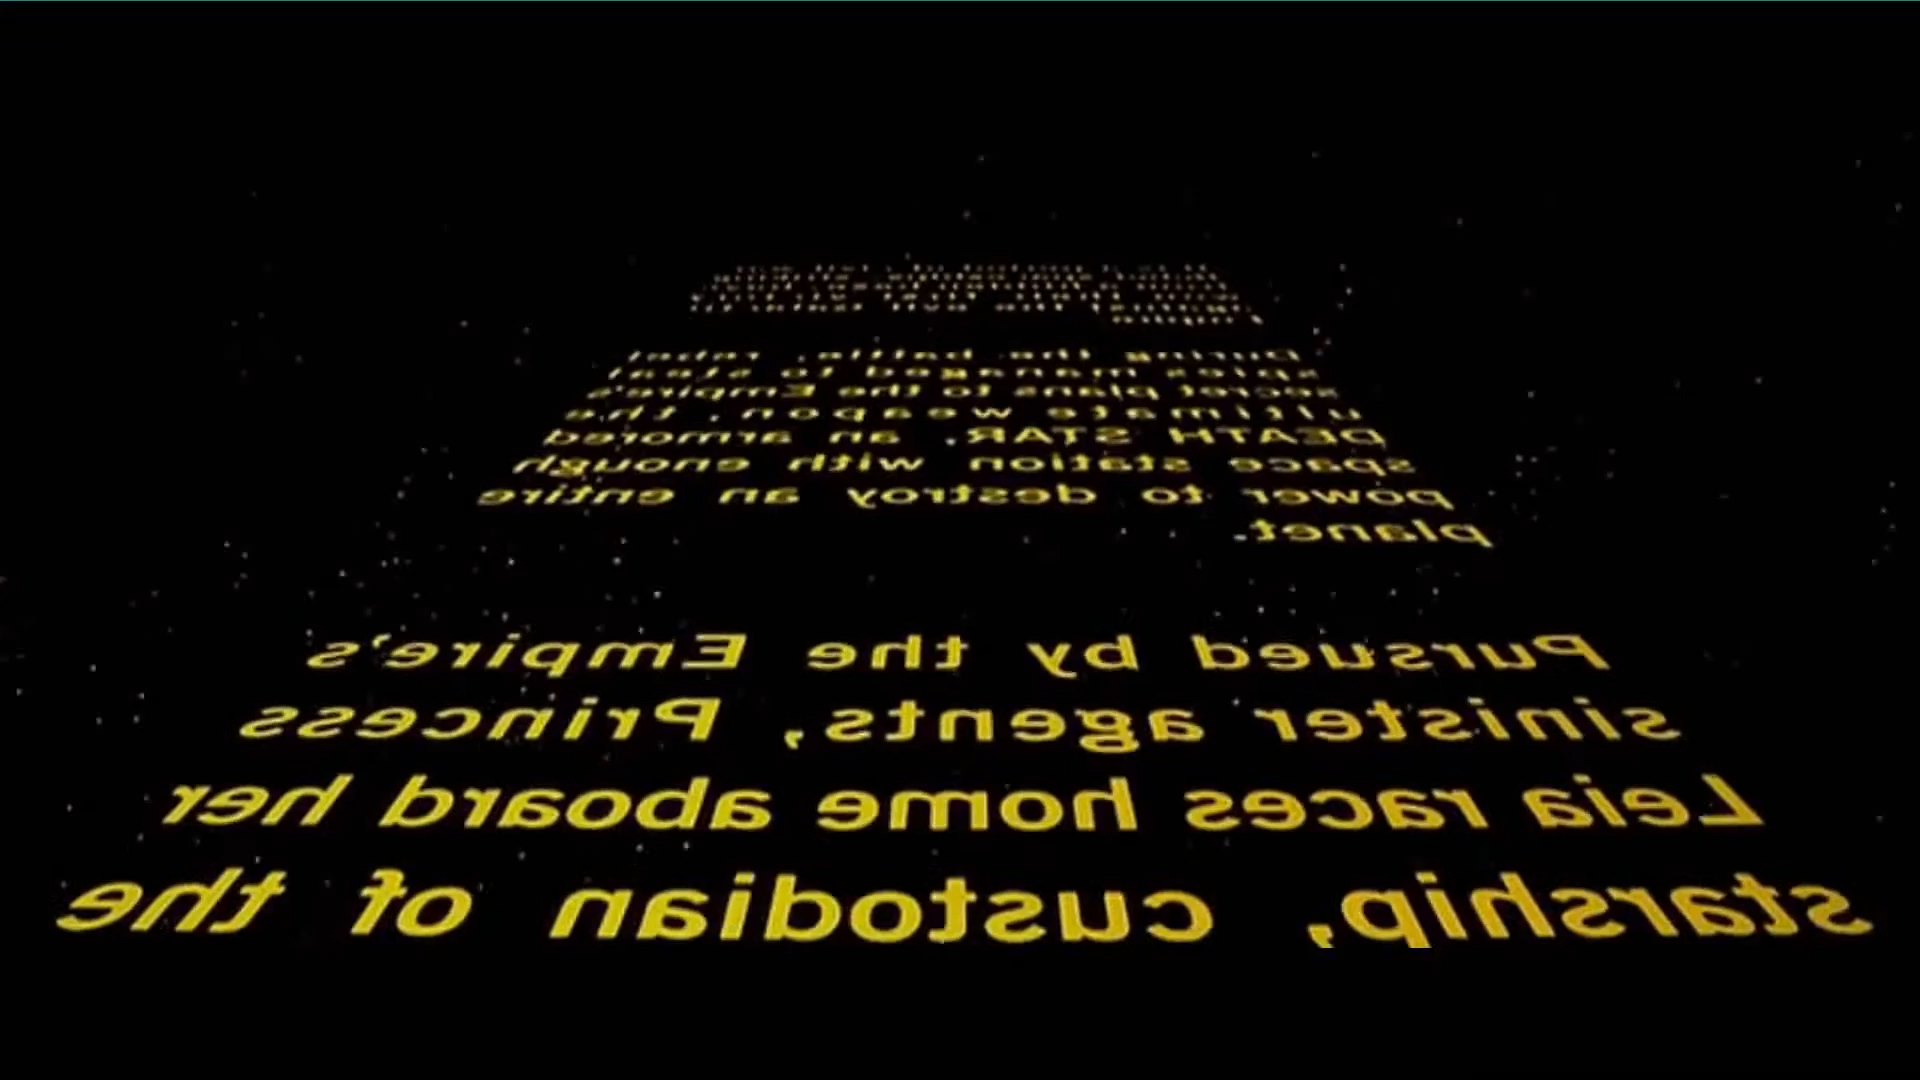 During the battle, rebel
spies managed to steal
secret plans to the Empire's
ultimate weapon, the
DEATH STAR, an armored
space station with enough
power to destroy an entire
planet.
Pursued by the Empire's
sinister agents, Princess
Leia races home aboard her
starship, custodian of the